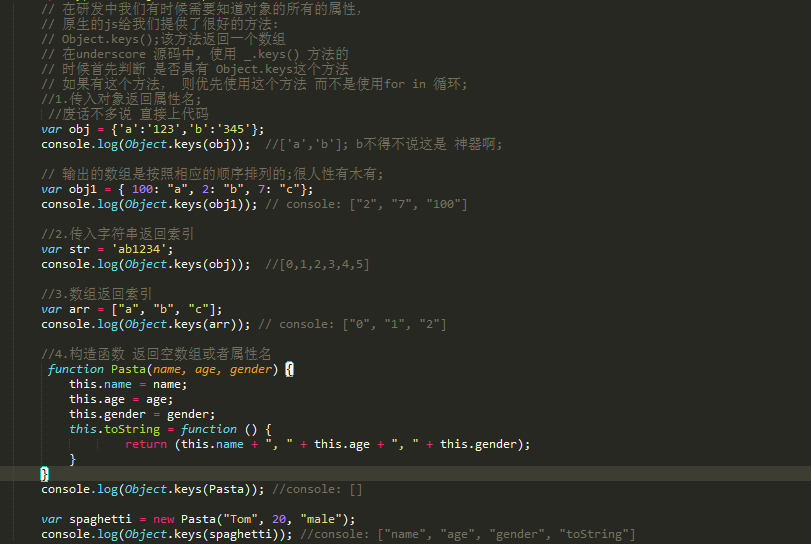 // 在研发中我们有时候需要知道对象的所有的属性,
// 原生的js给我们提供了很好的方法:
// Object.keys();该方法返回一个数组
// 在underscore 源码中, 使用 _.keys() 方法的
// 时候首先判断 是否具有 Object.keys这个方法
// 如果有这个方法, 则优先使用这个方法 而不是使用for in 循环;
//1.传入对象返回属性名;
//废话不多说 直接上代码
var obj = {'a':'123','b':'345'};
console.log(Object.keys(obj));  //['a','b']; b不得不说这是 神器啊;
// 输出的数组是按照相应的顺序排列的;很人性有木有;
var obj1 = { 100: "a", 2: "b", 7: "c"};
console.log(Object.keys(obj1)); // console: ["2", "7", "100"]
//2.传入字符串返回索引
var str = 'ab1234';
console.log(Object.keys(obj));  //[0,1,2,3,4,5]
//3.数组返回索引
var arr = ["a", "b", "c"];
console.log(Object.keys(arr)); // console: ["0", "1", "2"]
//4.构造函数 返回空数组或者属性名
function Pasta(name, age, gender) {
this.name = name;
this.age = age;
this.gender = gender;
this.toString = function () {
return (this.name + ", " + this.age + ", " + this.gender);
}
}
console.log(Object.keys(Pasta)); //console: []
var spaghetti = new Pasta("Tom", 20, "male");
console.log(Object.keys(spaghetti)); //console: ["name", "age", "gender", "toString"]